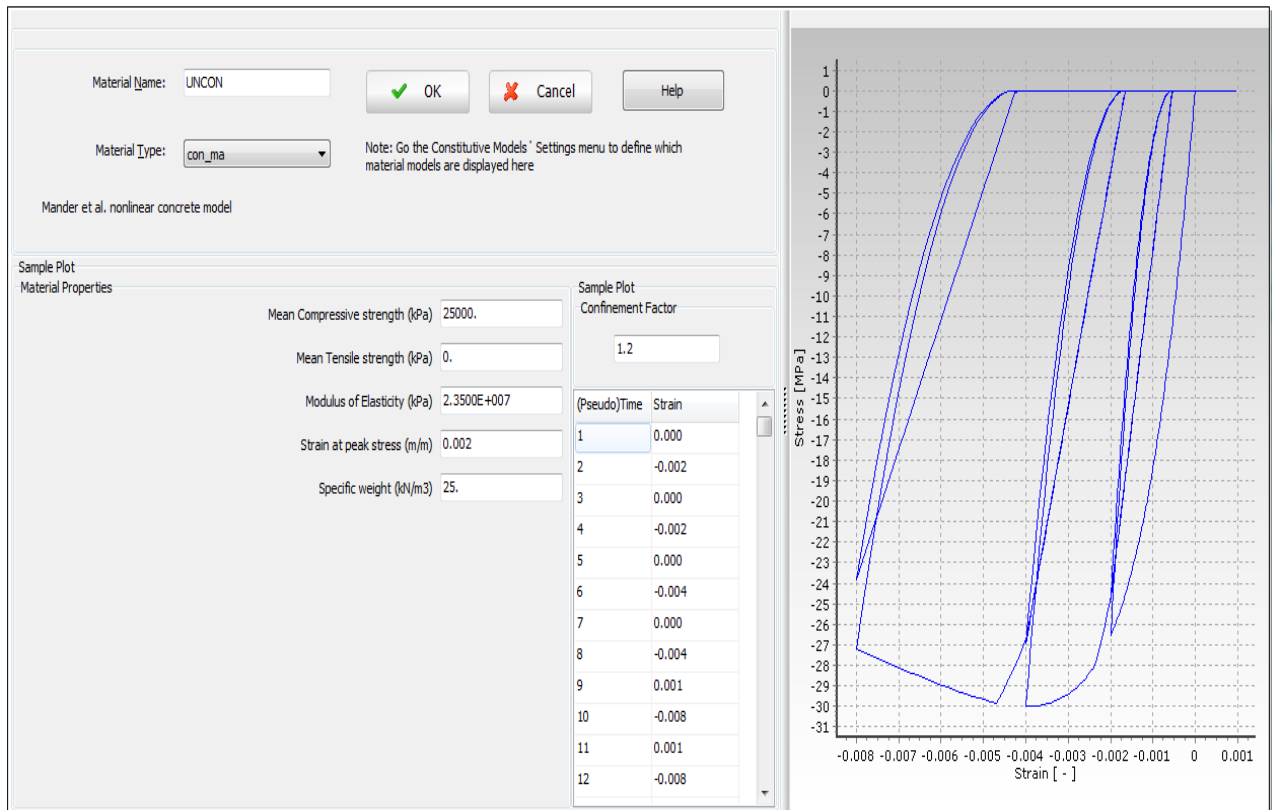 Material Name: UNCON
OK
Cancel
Help
Material Type: con_ma
Note: Go the Constitutive Models´ Settings menu to define which
material models are displayed here
Mander et al. nonlinear concrete model
Sample Plot
Material Properties
Mean Compressive strength (kPa) 25000.
Mean Tensile strength (kPa) 0.
Modulus of Elasticity (kPa) 2.3500E+007
Strain at peak stress (m/m) 0.002
Specific weight (kN/m3) 25.
Sample Plot
Confinement Factor
1.2
(Pseudo)Time Strain
1 0.000
2 -0.002
3 0.000
4 -0.002
5 0.000
6 -0.004
7 0.000
8 -0.004
9 0.001
10 -0.008
11 0.001
12 -0.008
Stress [MPa]
1
0
-1
-2
-3
-4
-5
-6
-7
-8
-9
-10
-11
-12
-13
-14
-15
-16
-17
-18
-19
-20
-21
-22
-23
-24
-25
-26
-27
-28
-29
-30
-31
-0.008 -0.007 -0.006 -0.005 -0.004 -0.003 -0.002 -0.001 0 0.001
Strain [ - ]